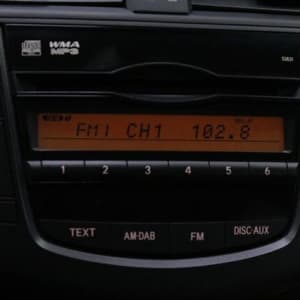 WMA
MP3
FM1 CH1 102.8
1 2 3 4 5 6
TEXT AM·DAB FM DISC·AUX